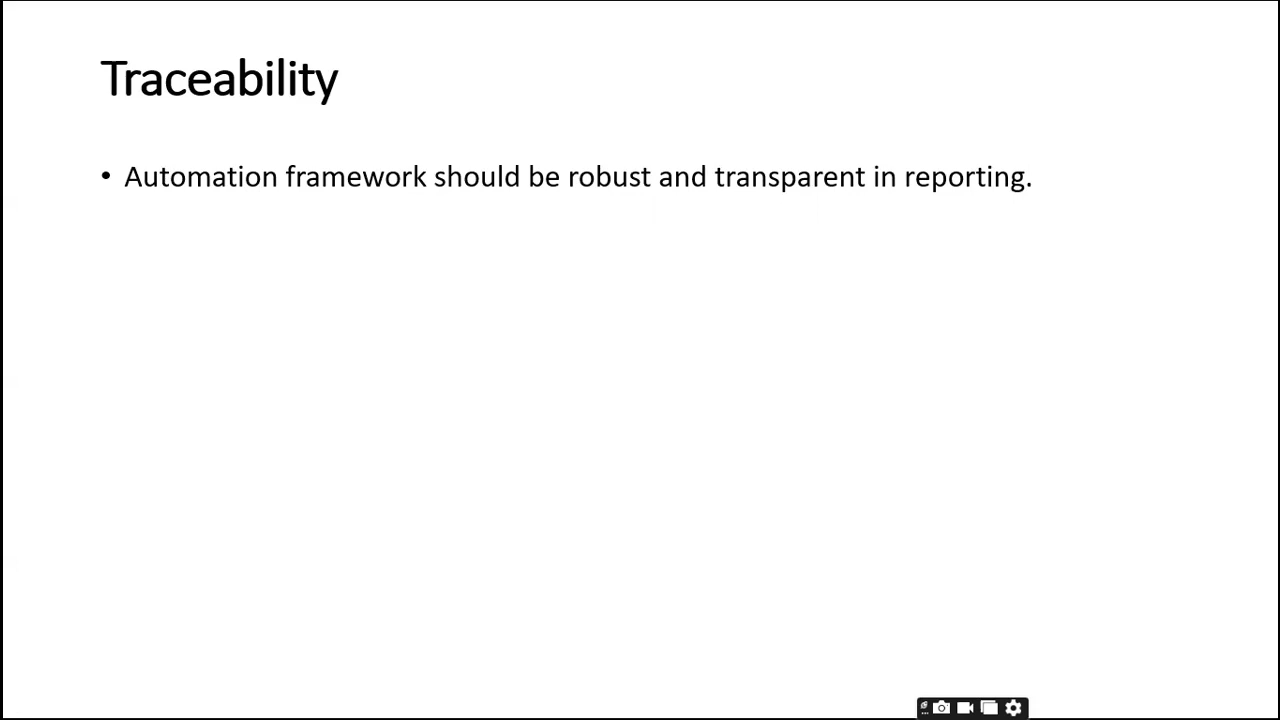 Traceability
• Automation framework should be robust and transparent in reporting.